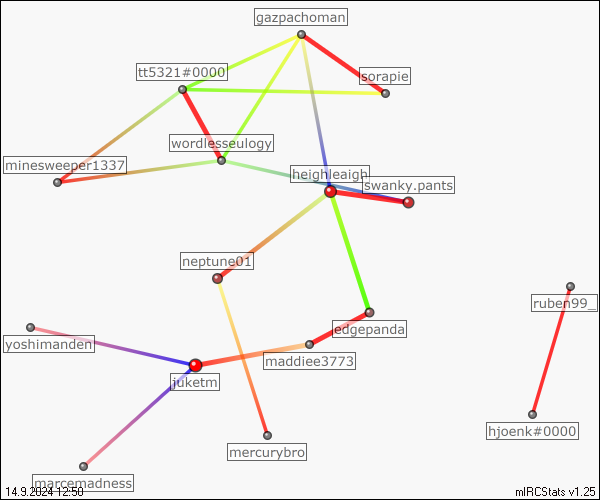 gazpachoman
tt5321#0000
sorapie
wordlesseulogy
minesweeper1337
heighleaigh
swanky.pants
neptune01
ruben99_
edgepanda
yoshimanden
maddiee3773
juketm
hjoenk#0000
mercurybro
marcemadness
14.9.2024 12:50
mIRCStats v1.25